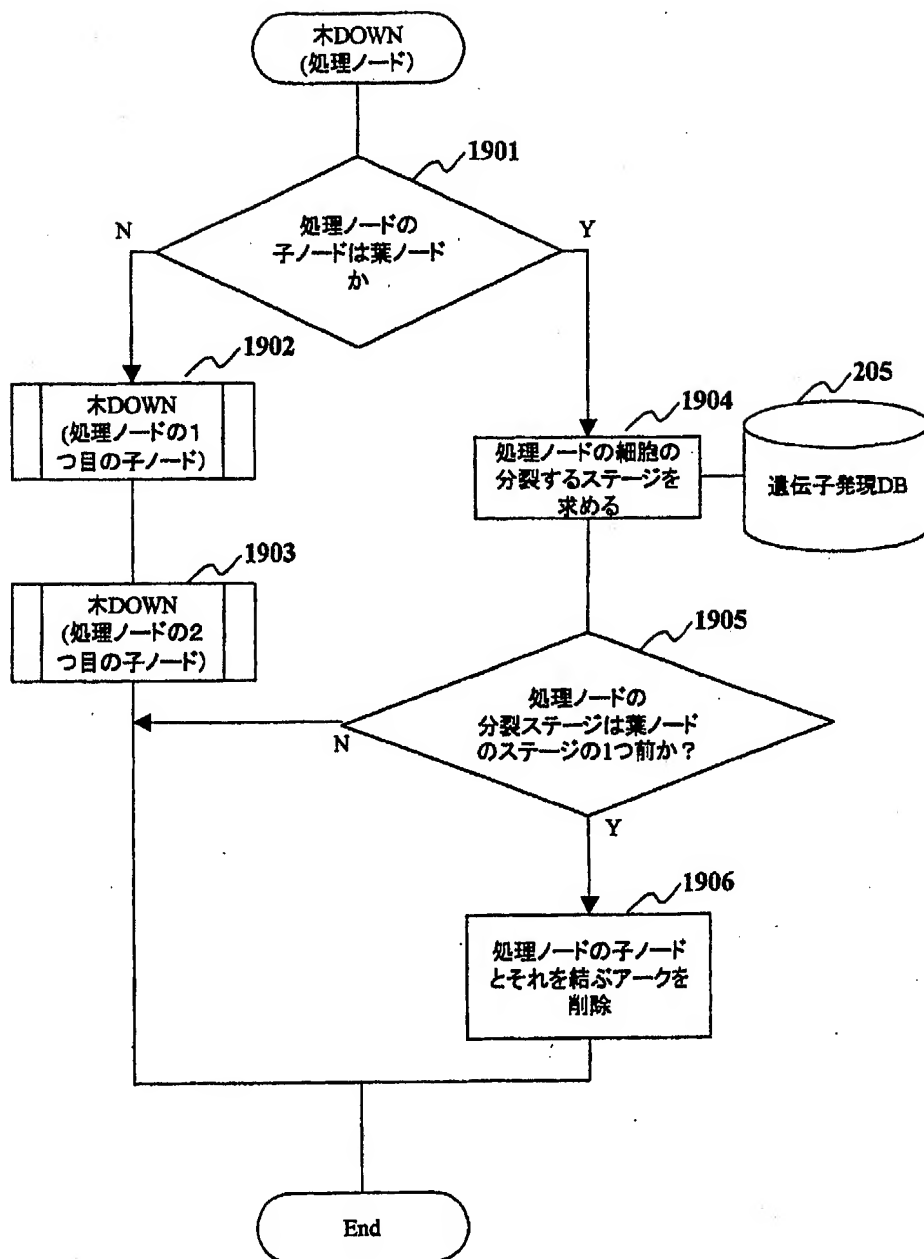 木DOWN
(処理ノード)
1901
処理ノードの
子ノードは葉ノード
か
N
Y
1902
木DOWN
(処理ノードの1
つ目の子ノード)
1904
処理ノードの細胞の
分裂するステージを
求める
205
遺伝子発現DB
1903
木DOWN
(処理ノードの2
つ目の子ノード)
1905
処理ノードの
分裂ステージは葉ノード
のステージの1つ前か?
N
Y
1906
処理ノードの子ノード
とそれを結ぶアークを
削除
End